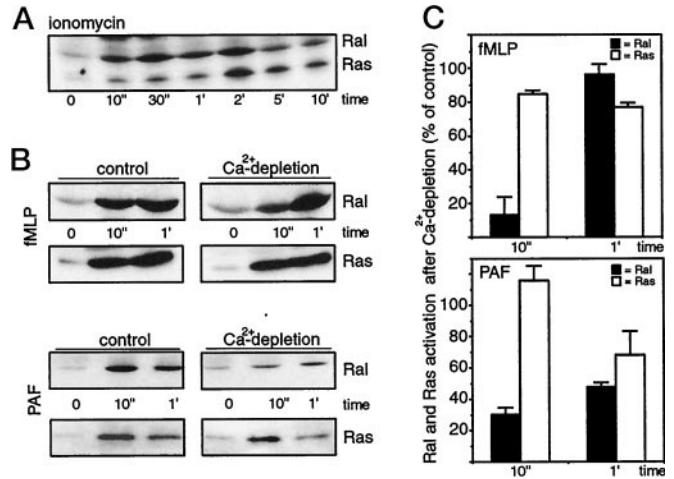 A
ionomycin
Ral
Ras
0 10" 30" 1' 2' 5' 10' time
B
control Ca2+-depletion
fMLP
Ral
0 10" 1' 0 10" 1' time
Ras
control Ca2+-depletion
PAF
Ral
0 10" 1' 0 10" 1' time
Ras
C
Ral and Ras activation after Ca2+-depletion (% of control)
fMLP
= Ral
= Ras
100
80
60
40
20
10" 1' time
PAF
= Ral
= Ras
100
80
60
40
20
10" 1' time